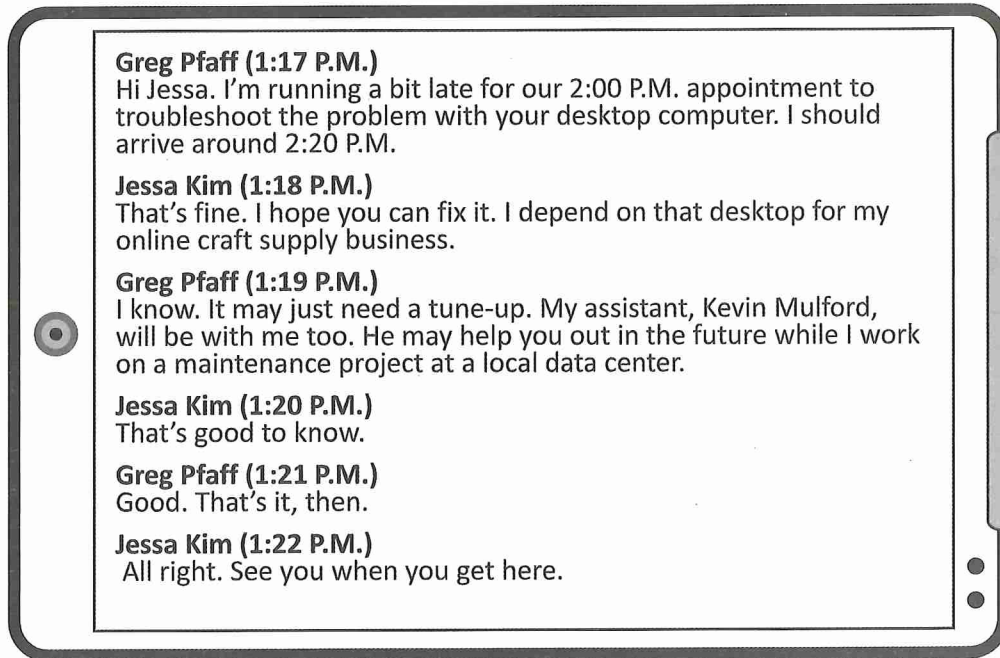 Greg Pfaff (1:17 P.M.)
Hi Jessa. I'm running a bit late for our 2:00 P.M. appointment to
troubleshoot the problem with your desktop computer. I should
arrive around 2:20 P.M.
Jessa Kim (1:18 P.M.)
That's fine. I hope you can fix it. I depend on that desktop for my
online craft supply business.
Greg Pfaff (1:19 P.M.)
I know. It may just need a tune-up. My assistant, Kevin Mulford,
will be with me too. He may help you out in the future while I work
on a maintenance project at a local data center.
Jessa Kim (1:20 P.M.)
That's good to know.
Greg Pfaff (1:21 P.M.)
Good. That's it, then.
Jessa Kim (1:22 P.M.)
All right. See you when you get here.